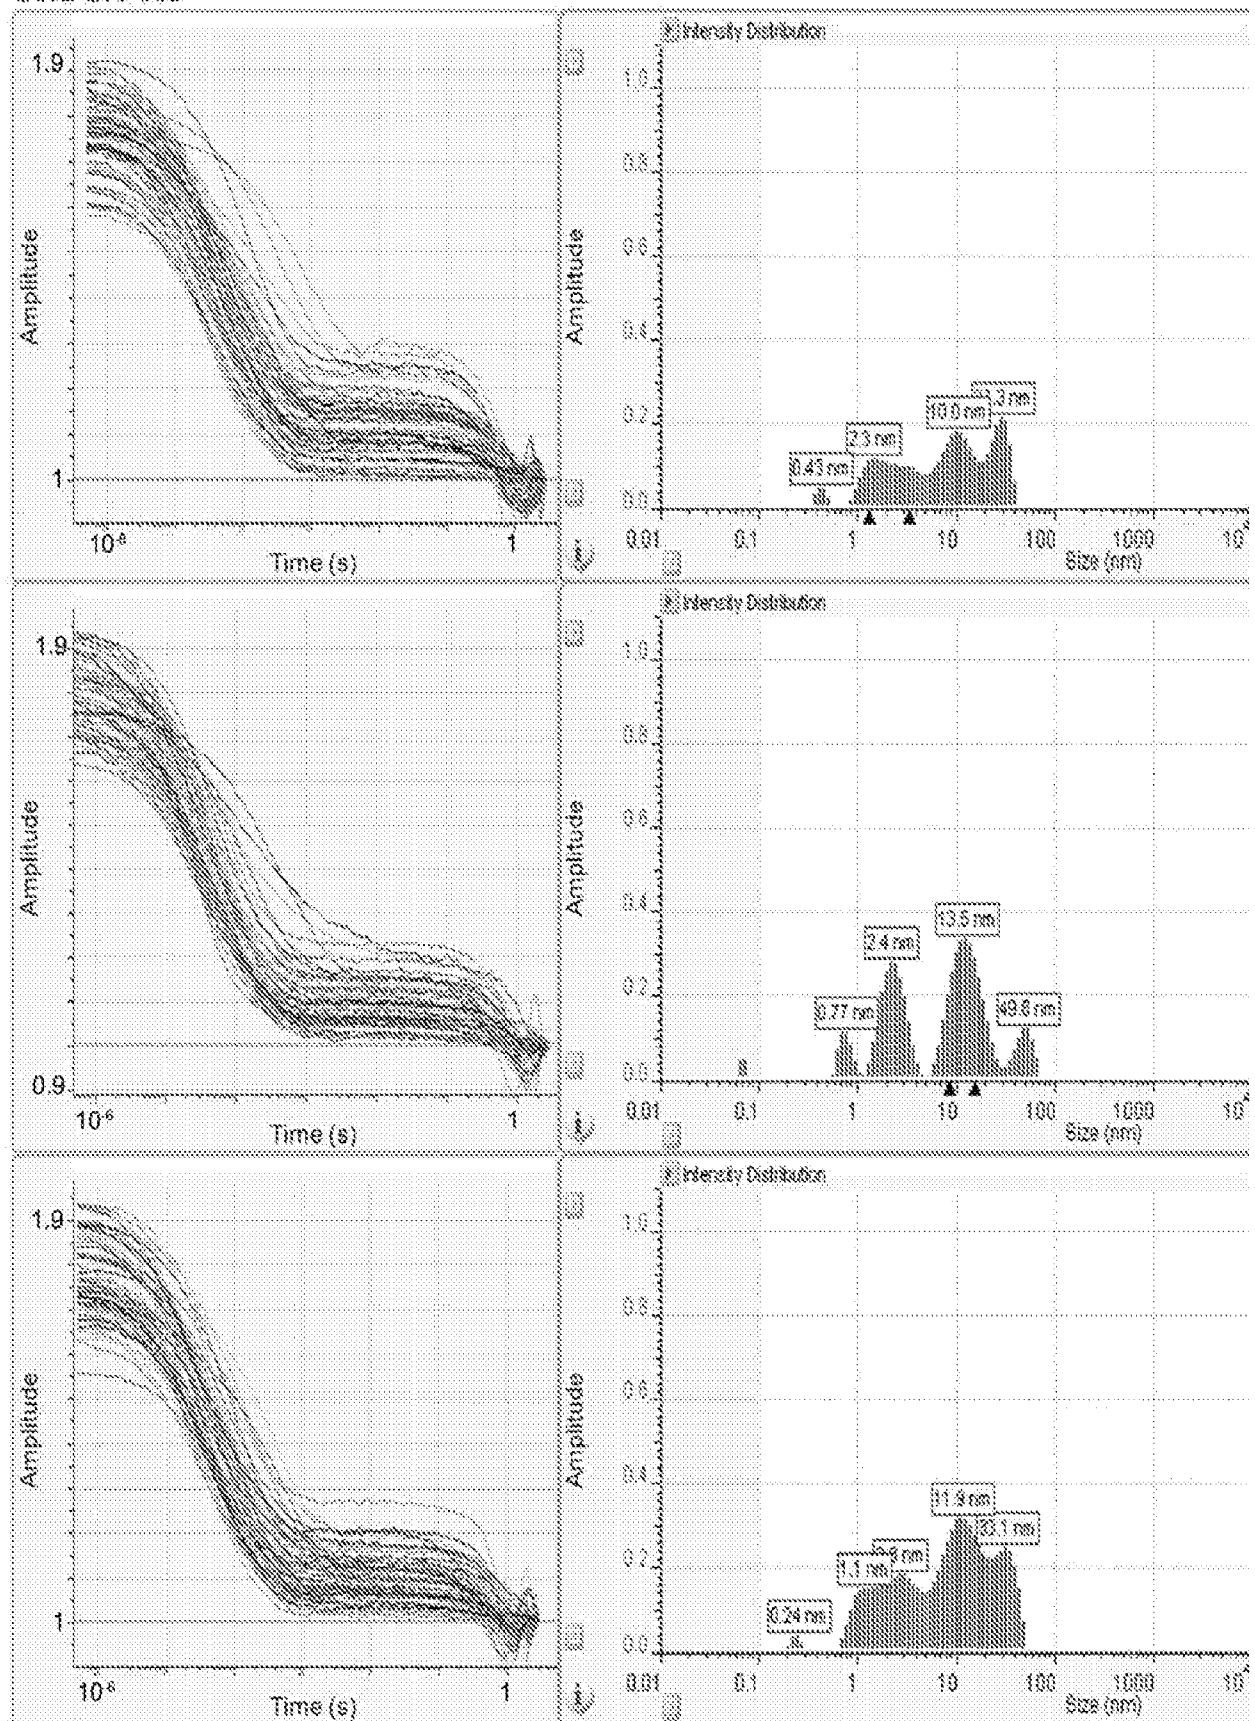 Intensity Distribution
1.9
1
Amplitude
10⁻⁶
1
Time (s)
1.0
0.8
0.6
0.4
0.2
0.0
Amplitude
0.43 nm
2.3 nm
10.0 nm
0.01
0.1
1
10
100
1000
Size (nm)
Intensity Distribution
1.9
0.9
Amplitude
10⁻⁶
1
Time (s)
1.0
0.8
0.6
0.4
0.2
0.0
Amplitude
0.77 nm
2.4 nm
13.5 nm
49.8 nm
0.01
0.1
1
10
100
1000
Size (nm)
Intensity Distribution
1.9
1
Amplitude
10⁻⁶
1
Time (s)
1.0
0.8
0.6
0.4
0.2
0.0
Amplitude
0.24 nm
1.1 nm
11.9 nm
33.1 nm
0.01
0.1
1
10
100
1000
Size (nm)